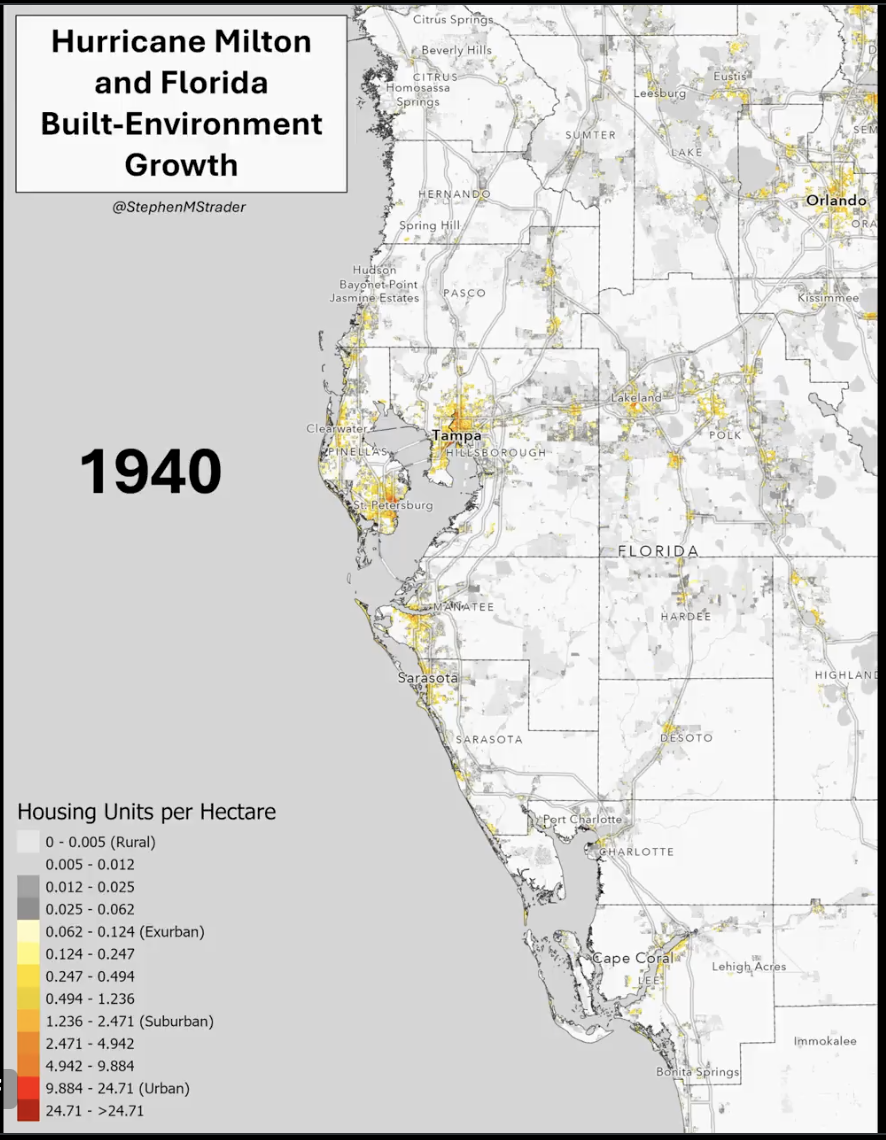 Hurricane Milton
and Florida
Built-Environment
Growth
@StephenMStrader
1940
Citrus Springs
Beverly Hills
CITRUS
Homosassa
Springs
Eustis
Leesburg
SUMTER
LAKE
SEM
HERNANDO
Orlando
ORA
Spring Hill
Hudson
Bayonet Point
Jasmine Estates
PASCO
Kissimmee
Lakeland
Clearwater
Tampa
POLK
PINELLAS
HILLSBOROUGH
St. Petersburg
FLORIDA
MANATEE
HARDEE
Sarasota
HIGHLAND
SARASOTA
DESOTO
Port Charlotte
CHARLOTTE
Cape Coral
Lehigh Acres
LEE
Immokalee
Bonita Springs
Housing Units per Hectare
0 - 0.005 (Rural)
0.005 - 0.012
0.012 - 0.025
0.025 - 0.062
0.062 - 0.124 (Exurban)
0.124 - 0.247
0.247 - 0.494
0.494 - 1.236
1.236 - 2.471 (Suburban)
2.471 - 4.942
4.942 - 9.884
9.884 - 24.71 (Urban)
24.71 - >24.71